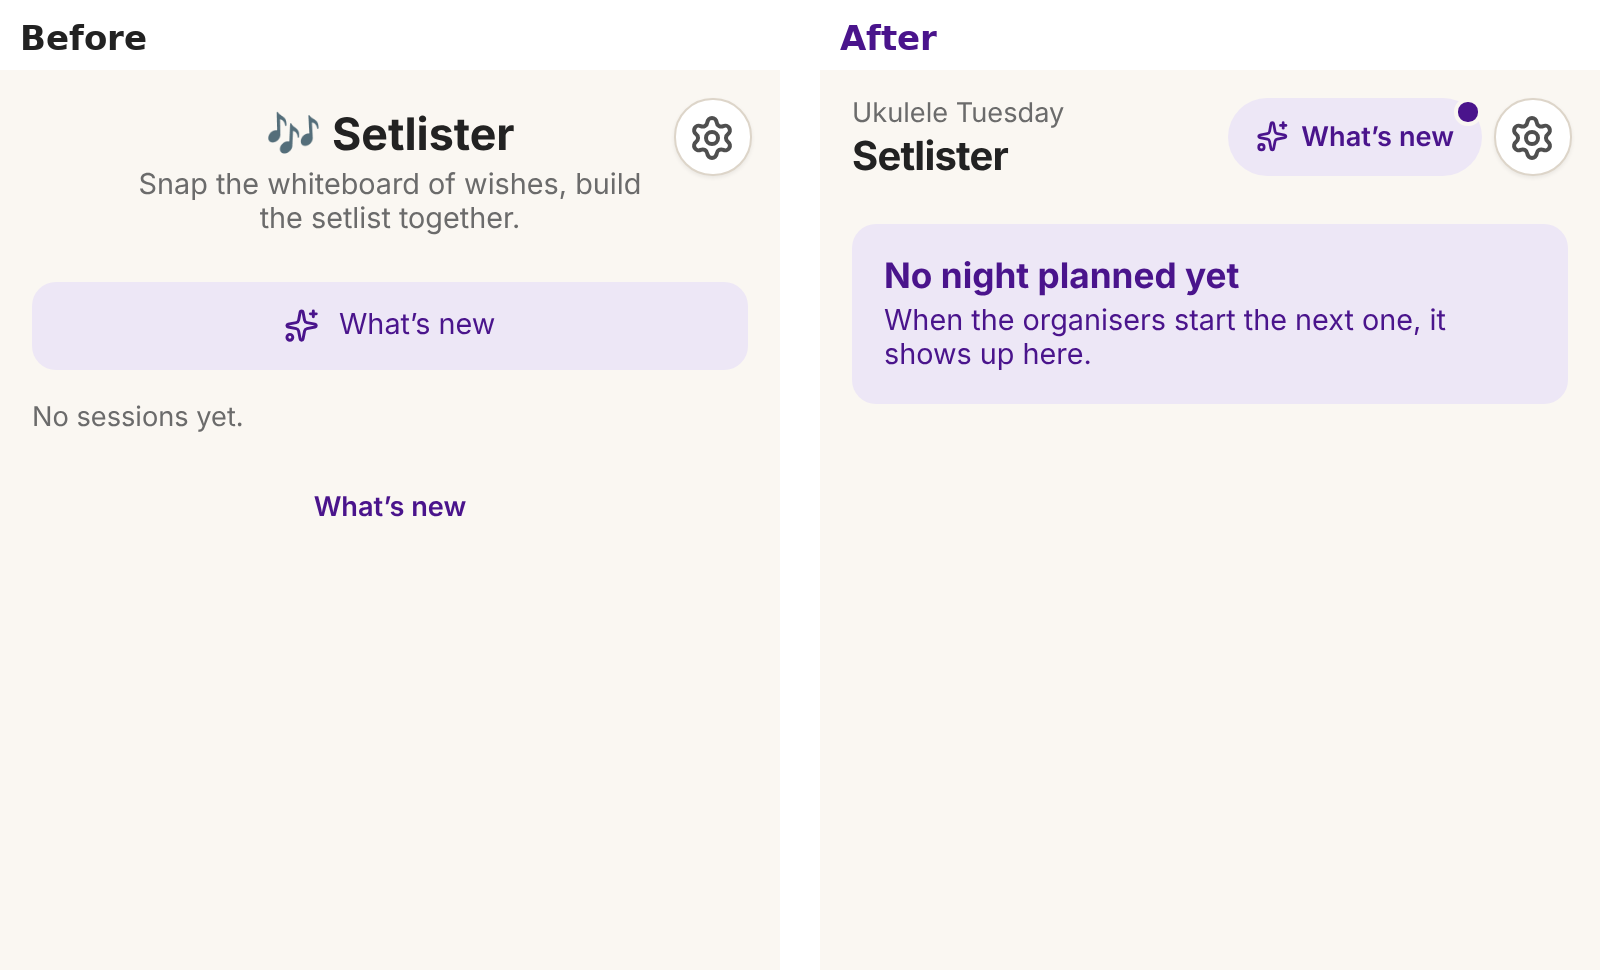 Before
🎶 Setlister
Snap the whiteboard of wishes, build
the setlist together.
What’s new
No sessions yet.
What’s new
After
Ukulele Tuesday
Setlister
What’s new
No night planned yet
When the organisers start the next one, it
shows up here.